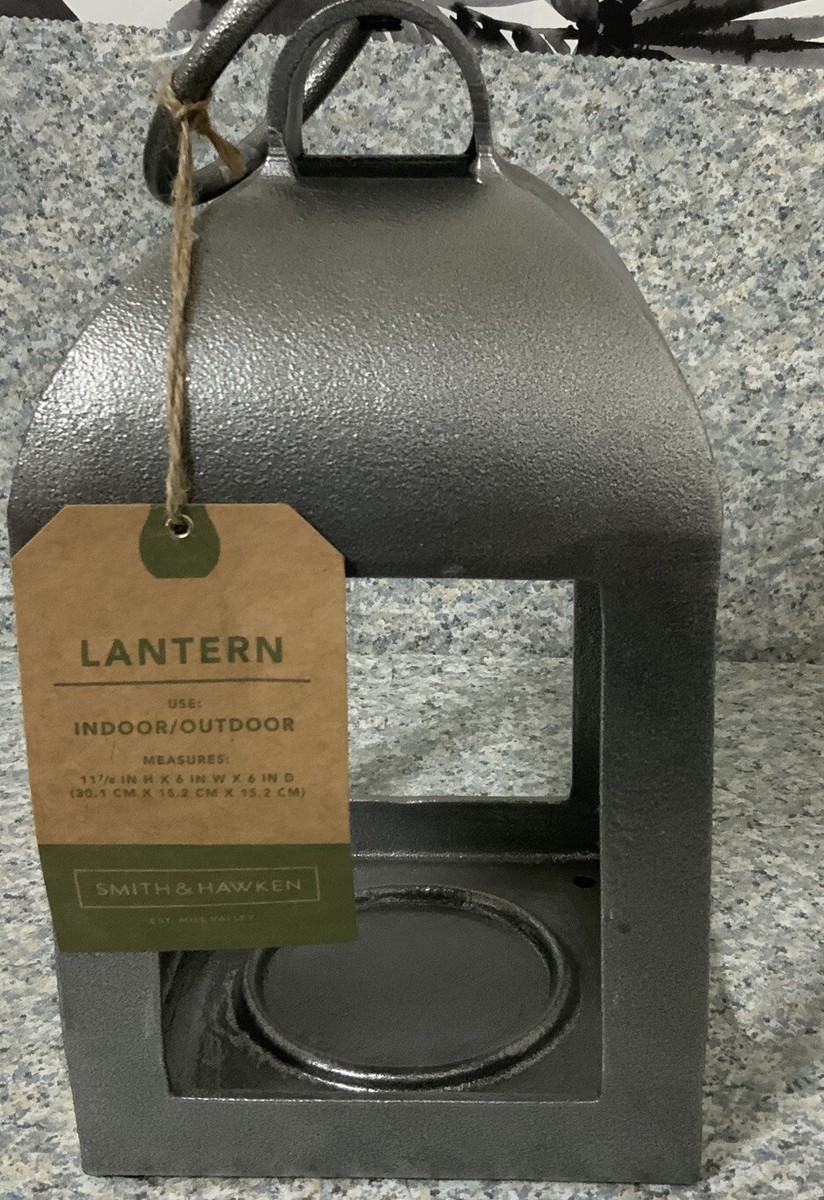 LANTERN
USE:
INDOOR/OUTDOOR
MEASURES:
11⅞ IN H X 6 IN W X 6 IN D
(30.1 CM X 15.2 CM X 15.2 CM)
SMITH & HAWKEN
EST. MILL VALLEY